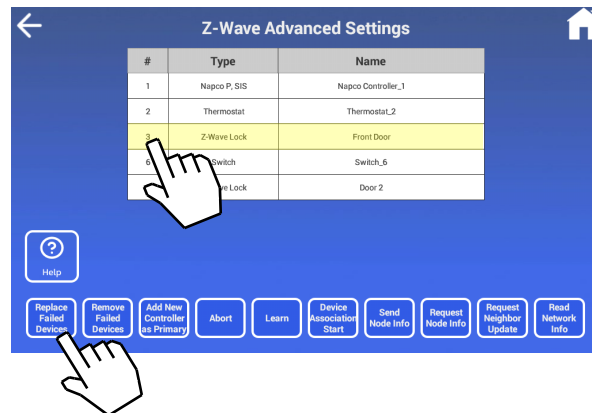 Z-Wave Advanced Settings
# Type Name
1 Napco P, SIS Napco Controller_1
2 Thermostat Thermostat_2
3 Z-Wave Lock Front Door
6 Switch Switch_6
Lock Door 2
Help
Replace Failed Devices
Remove Failed Devices
Add New Controller as Primary
Abort
Learn
Device Association Start
Send Node Info
Request Node Info
Request Neighbor Update
Read Network Info